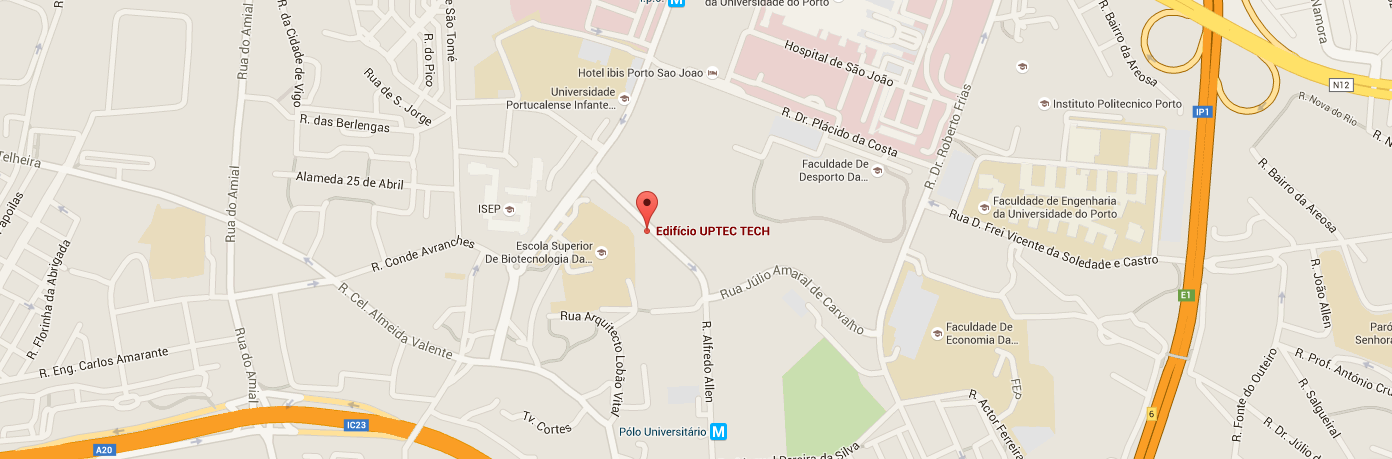 I.P.O.
M
da Universidade do Porto
Namora
R. da Cidade de Vigo
Rua do Amial
R. do Pico
e São Tomé
Rua de S. Jorge
R. das Berlengas
Hotel ibis Porto Sao Joao
Universidade
Portucalense Infante...
Hospital de São João
R. Dr. Plácido da Costa
R. Dr. Roberto Frias
R. Bairro da Areosa
N12
IP1
Instituto Politecnico Porto
R. Nova do Rio
R. N
R. Bairro da Areosa
Telheira
Alameda 25 de Abril
Rua do Amial
ISEP
Faculdade De
Desporto Da...
Faculdade de Engenharia
da Universidade do Porto
Rua D. Frei Vicente da Soledade e Castro
Edifício UPTEC TECH
Escola Superior
De Biotecnologia Da...
Papoilas
R. Florinha da Abrigada
R. Conde Avranches
R. Cel. Almeida Valente
Rua Júlio Amaral de Carvalho
E1
R. João Allen
Rua Arquitecto Lobão Vital
R. Alfredo Allen
Faculdade De
Economia Da...
Paró
Senhora
R. Eng. Carlos Amarante
Rua do Amial
FEP
R. Actor Ferreira
R. Prof. António Cru
R. Salgueiral
R. Fonte do Outeiro
R. Dr. Júlio d
Tv. Cortes
IC23
A20
6
Pólo Universitário M
l Pereira da Silva